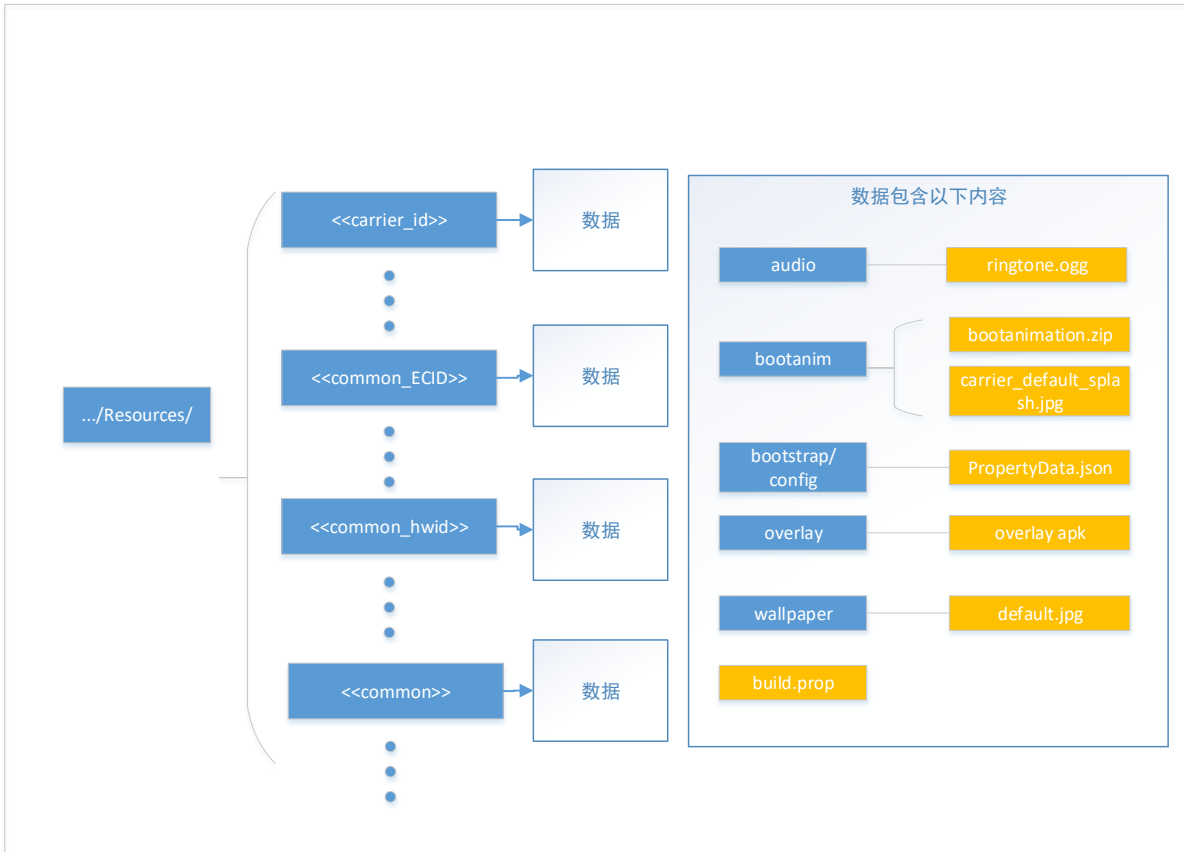 .../Resources/
<<carrier_id>>
数据
<<common_ECID>>
数据
<<common_hwid>>
数据
<<common>>
数据
数据包含以下内容
audio
ringtone.ogg
bootanim
bootanimation.zip
carrier_default_spla
sh.jpg
bootstrap/
config
PropertyData.json
overlay
overlay apk
wallpaper
default.jpg
build.prop